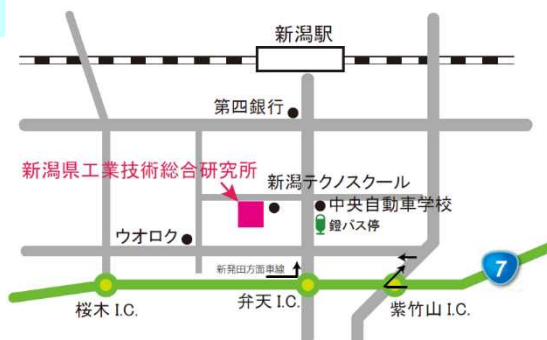 新潟駅
第四銀行
新潟県工業技術総合研究所
新潟テクノスクール
中央自動車学校
鐙バス停
ウオロク
新発田方面車線
7
桜木 I.C.
弁天 I.C.
紫竹山 I.C.